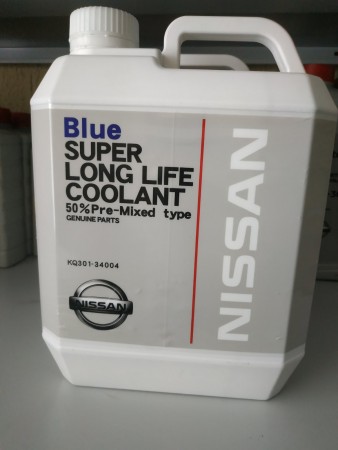 Blue
SUPER
LONG LIFE
COOLANT
50%Pre-Mixed type
GENUINE PARTS
KQ301-34004
NISSAN
NISSAN